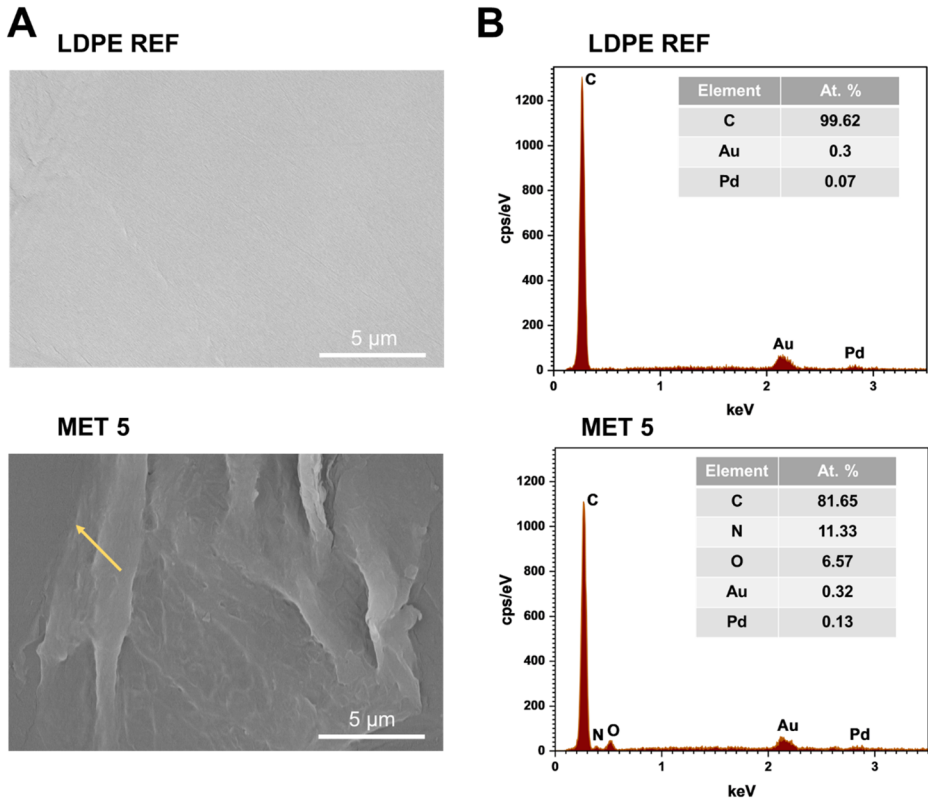 A
LDPE REF
5 µm
MET 5
5 µm
B
LDPE REF
cps/eV
1200
1000
800
600
400
200
0
C
Au
Pd
Element At. %
C 99.62
Au 0.3
Pd 0.07
0 1 2 3
keV
MET 5
cps/eV
1200
1000
800
600
400
200
0
C
N
O
Au
Pd
Element At. %
C 81.65
N 11.33
O 6.57
Au 0.32
Pd 0.13
0 1 2 3
keV